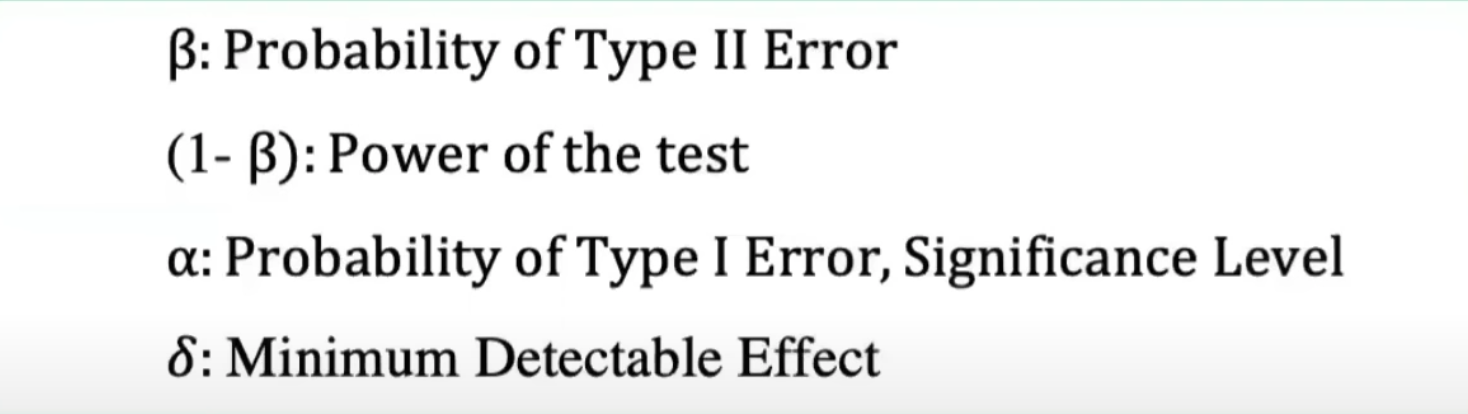 β: Probability of Type II Error
(1- β): Power of the test
α: Probability of Type I Error, Significance Level
δ: Minimum Detectable Effect